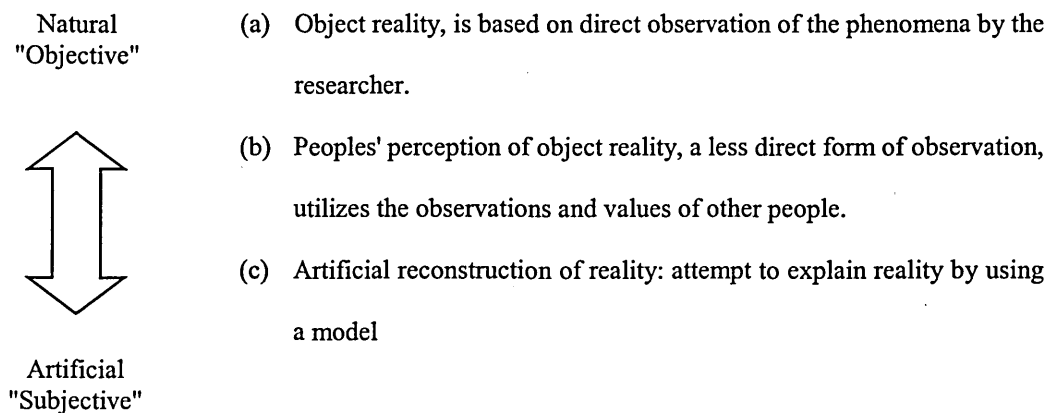 Natural
"Objective"
(a) Object reality, is based on direct observation of the phenomena by the
researcher.
(b) Peoples' perception of object reality, a less direct form of observation,
utilizes the observations and values of other people.
(c) Artificial reconstruction of reality: attempt to explain reality by using
a model
Artificial
"Subjective"